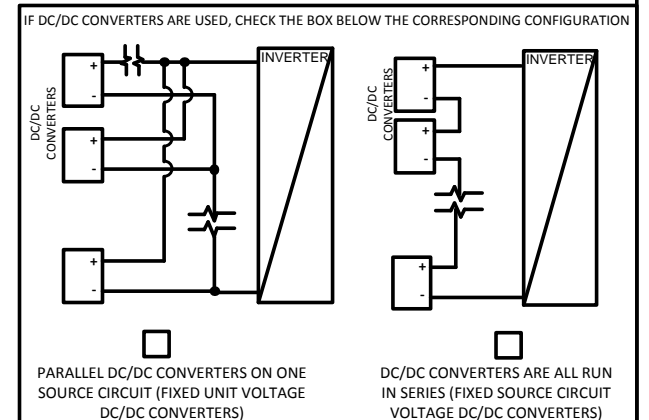 IF DC/DC CONVERTERS ARE USED, CHECK THE BOX BELOW THE CORRESPONDING CONFIGURATION
DC/DC
CONVERTERS
+
-
+
-
+
-
INVERTER
PARALLEL DC/DC CONVERTERS ON ONE
SOURCE CIRCUIT (FIXED UNIT VOLTAGE
DC/DC CONVERTERS)
DC/DC
CONVERTERS
+
-
+
-
+
-
INVERTER
DC/DC CONVERTERS ARE ALL RUN
IN SERIES (FIXED SOURCE CIRCUIT
VOLTAGE DC/DC CONVERTERS)